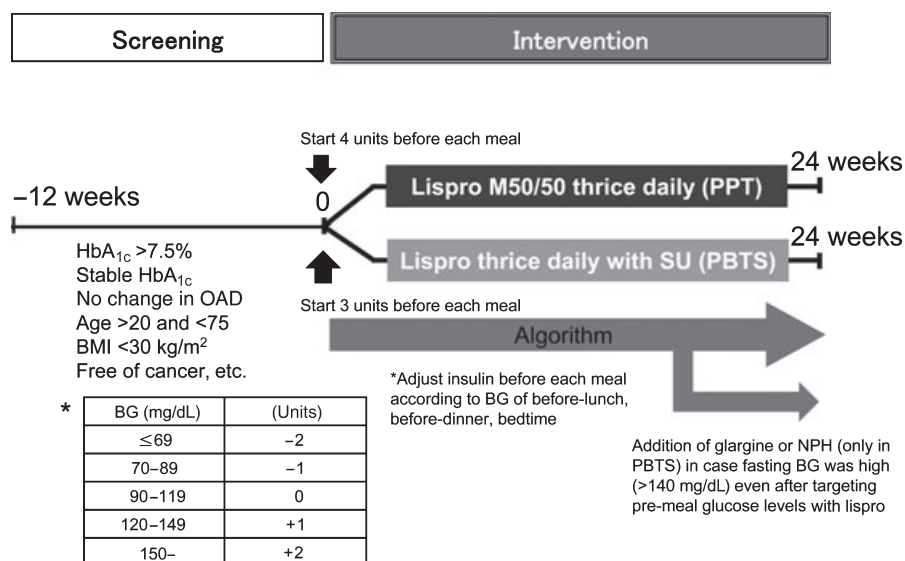 Screening
Intervention
Start 4 units before each meal
24 weeks
Lispro M50/50 thrice daily (PPT)
−12 weeks
0
24 weeks
Lispro thrice daily with SU (PBTS)
HbA1c >7.5%
Stable HbA1c
No change in OAD
Age >20 and <75
BMI <30 kg/m2
Free of cancer, etc.
Start 3 units before each meal
Algorithm
*Adjust insulin before each meal
according to BG of before-lunch,
before-dinner, bedtime
Addition of glargine or NPH (only in
PBTS) in case fasting BG was high
(>140 mg/dL) even after targeting
pre-meal glucose levels with lispro
*
BG (mg/dL) (Units)
≦69 −2
70–89 −1
90–119 0
120–149 +1
150– +2